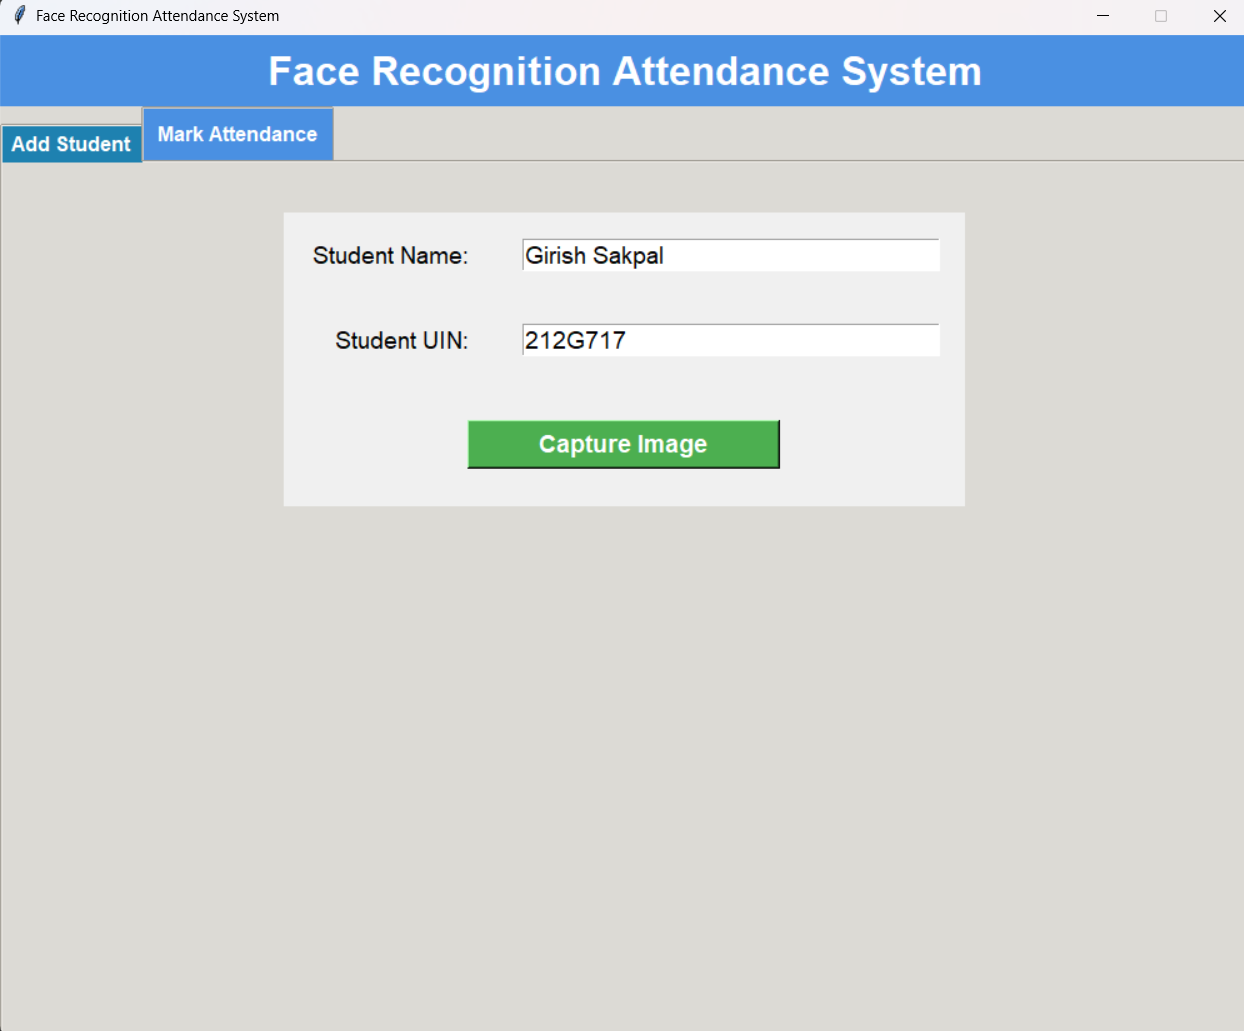 Face Recognition Attendance System
Face Recognition Attendance System
Add Student
Mark Attendance
Student Name: Girish Sakpal
Student UIN: 212G717
Capture Image